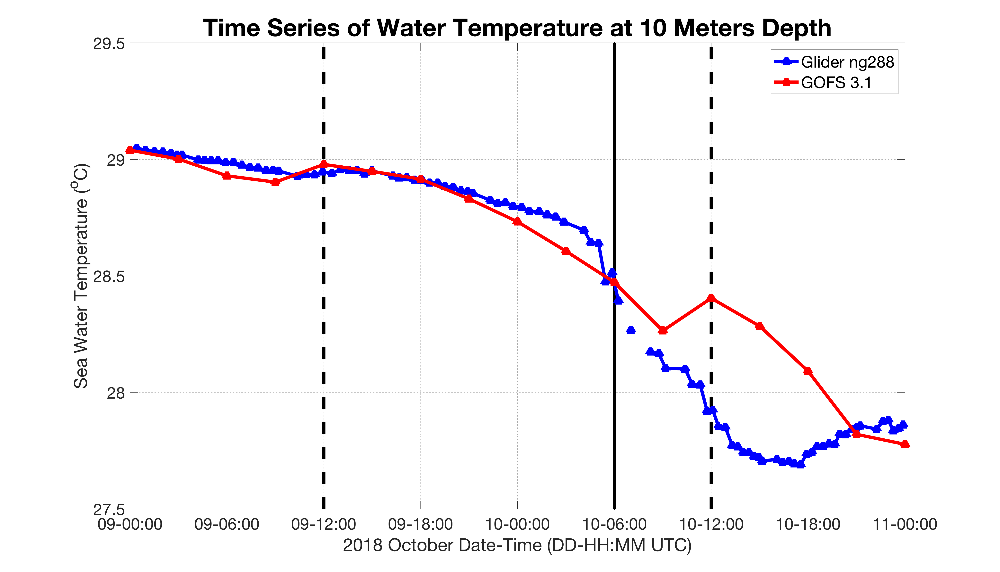 Time Series of Water Temperature at 10 Meters Depth
29.5
29
28.5
28
27.5
Sea Water Temperature (°C)
Glider ng288
GOFS 3.1
09-00:00 09-06:00 09-12:00 09-18:00 10-00:00 10-06:00 10-12:00 10-18:00 11-00:00
2018 October Date-Time (DD-HH:MM UTC)